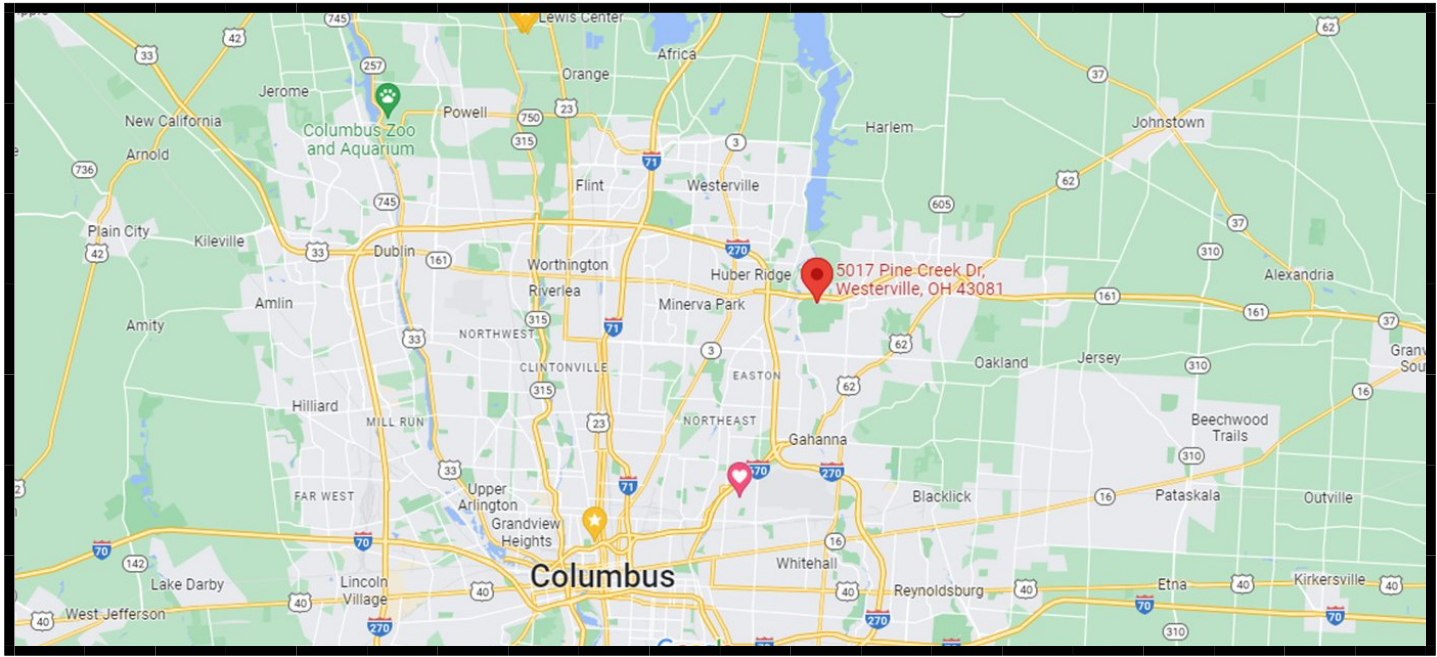 745
Lewis Center
62
42
33
Africa
257
Orange
37
Jerome
Powell
23
New California
750
Johnstown
Columbus Zoo
and Aquarium
315
3
Harlem
Arnold
71
736
Flint
Westerville
62
745
605
Plain City
Kileville
37
42
33
Dublin
161
270
310
Worthington
Huber Ridge
5017 Pine Creek Dr,
Westerville, OH 43081
Alexandria
Riverlea
Amlin
Minerva Park
161
161
Amity
315
71
37
NORTHWEST
33
62
3
Oakland
Jersey
310
CLINTONVILLE
EASTON
62
315
16
Hilliard
MILL RUN
23
NORTHEAST
Beechwood
Trails
Gahanna
310
33
270
FAR WEST
Upper
Arlington
71
Blacklick
16
Pataskala
Outville
Grandview
Heights
70
70
16
142
Columbus
Whitehall
Lake Darby
Lincoln
Village
40
40
40
Reynoldsburg
40
Etna
40
Kirkersville
40
West Jefferson
40
270
270
70
70
310